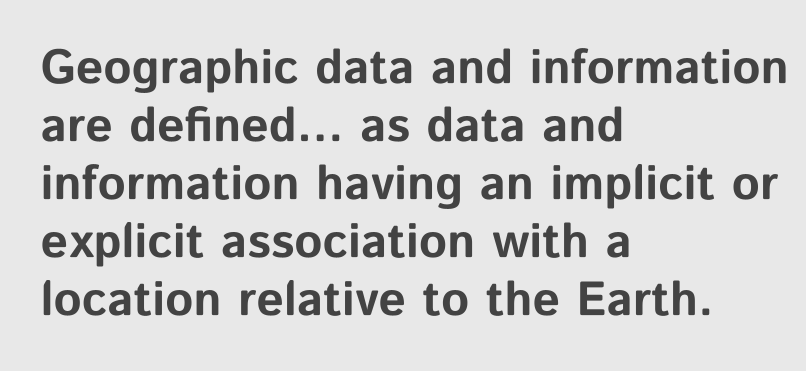 Geographic data and information
are defined... as data and
information having an implicit or
explicit association with a
location relative to the Earth.